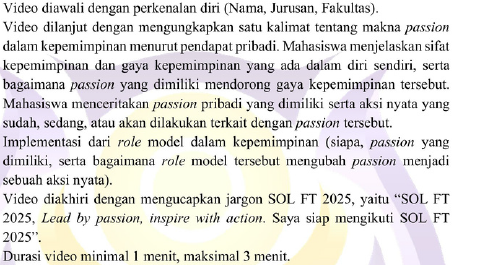 Video diawali dengan perkenalan diri (Nama, Jurusan, Fakultas).
Video dilanjut dengan mengungkapkan satu kalimat tentang makna passion
dalam kepemimpinan menurut pendapat pribadi. Mahasiswa menjelaskan sifat
kepemimpinan dan gaya kepemimpinan yang ada dalam diri sendiri, serta
bagaimana passion yang dimiliki mendorong gaya kepemimpinan tersebut.
Mahasiswa menceritakan passion pribadi yang dimiliki serta aksi nyata yang
sudah, sedang, atau akan dilakukan terkait dengan passion tersebut.
Implementasi dari role model dalam kepemimpinan (siapa, passion yang
dimiliki, serta bagaimana role model tersebut mengubah passion menjadi
sebuah aksi nyata).
Video diakhiri dengan mengucapkan jargon SOL FT 2025, yaitu “SOL FT
2025, Lead by passion, inspire with action. Saya siap mengikuti SOL FT
2025”.
Durasi video minimal 1 menit, maksimal 3 menit.